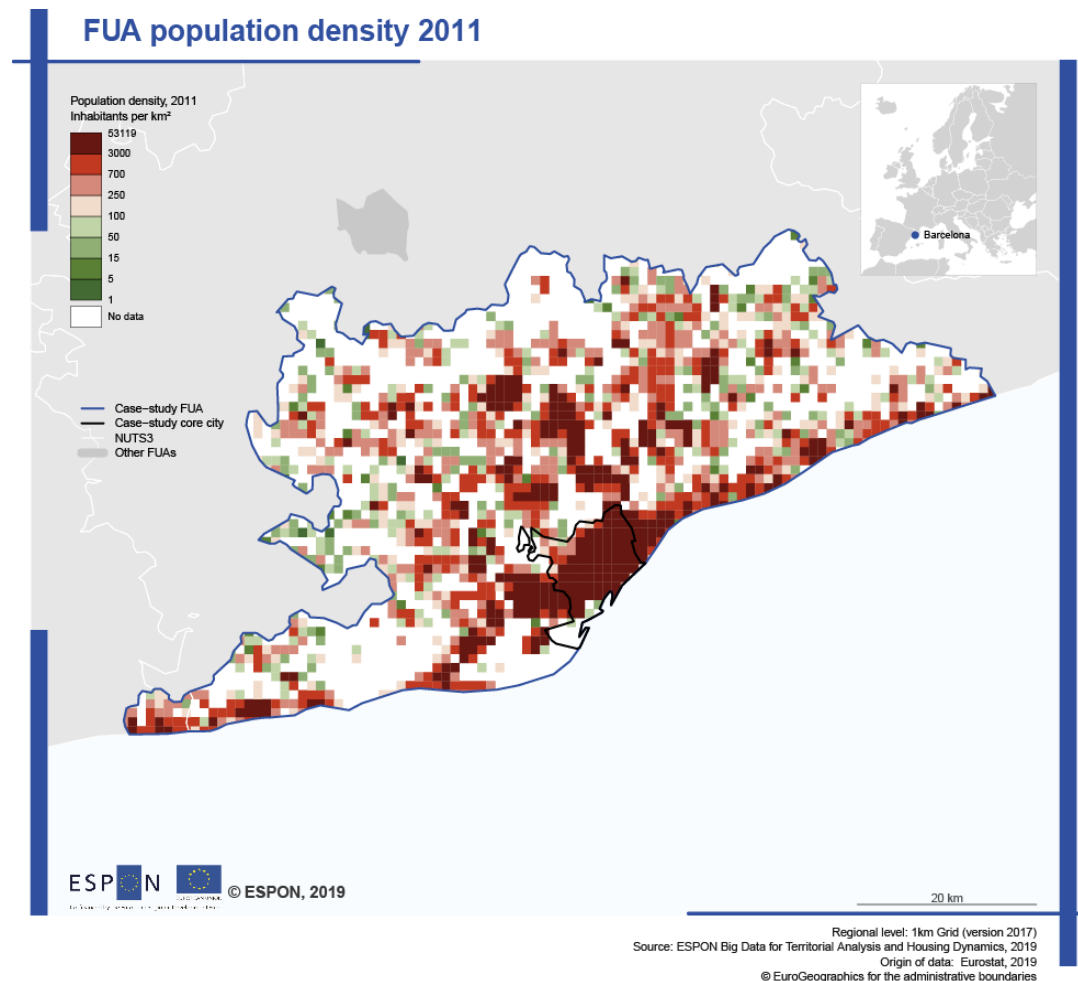 FUA population density 2011
Population density, 2011
Inhabitants per km²
53119
3000
700
250
100
50
15
5
1
No data
Barcelona
Case-study FUA
Case-study core city
NUTS3
Other FUAs
ESPON
© ESPON, 2019
20 km
Regional level: 1km Grid (version 2017)
Source: ESPON Big Data for Territorial Analysis and Housing Dynamics, 2019
Origin of data: Eurostat, 2019
© EuroGeographics for the administrative boundaries